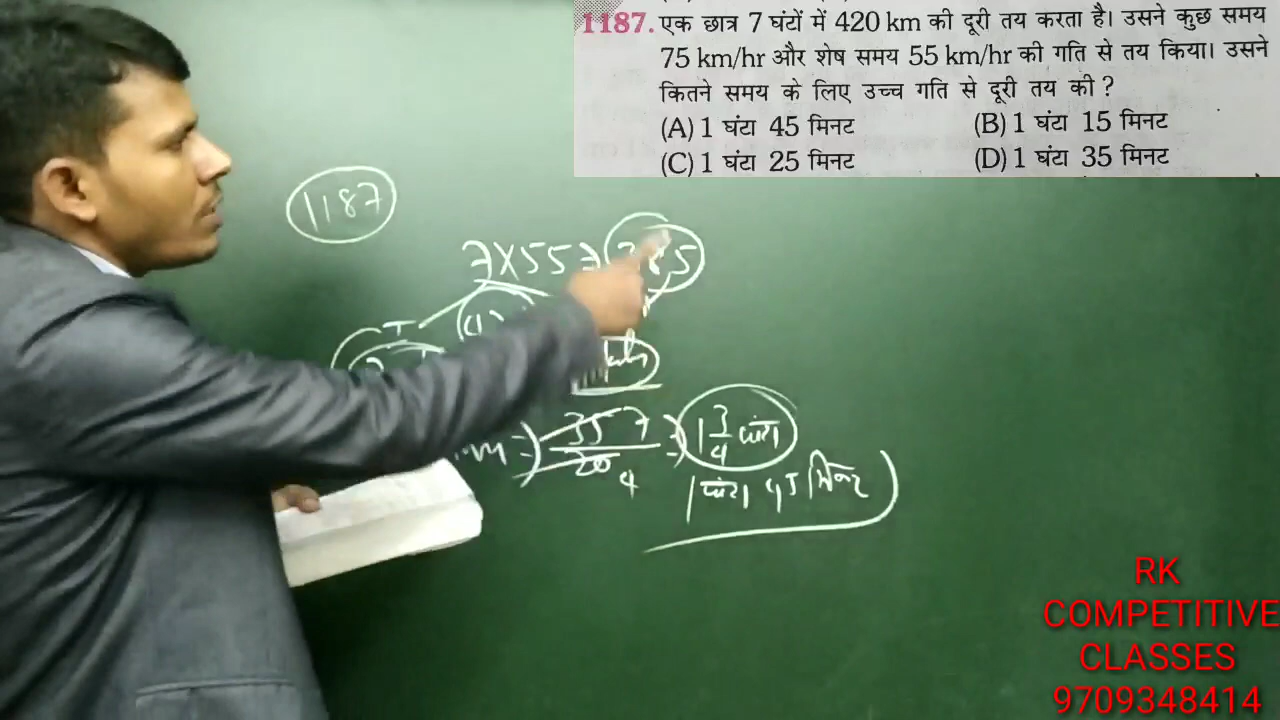 1187. एक छात्र 7 घंटों में 420 km की दूरी तय करता है। उसने कुछ समय
75 km/hr और शेष समय 55 km/hr की गति से तय किया। उसने
कितने समय के लिए उच्च गति से दूरी तय की ?
(A) 1 घंटा 45 मिनट (B) 1 घंटा 15 मिनट
(C) 1 घंटा 25 मिनट (D) 1 घंटा 35 मिनट
1187
7×55
35 7
20 4
1 3/4 घंटा
1 घंटा 45 मिनट
RK
COMPETITIVE
CLASSES
9709348414